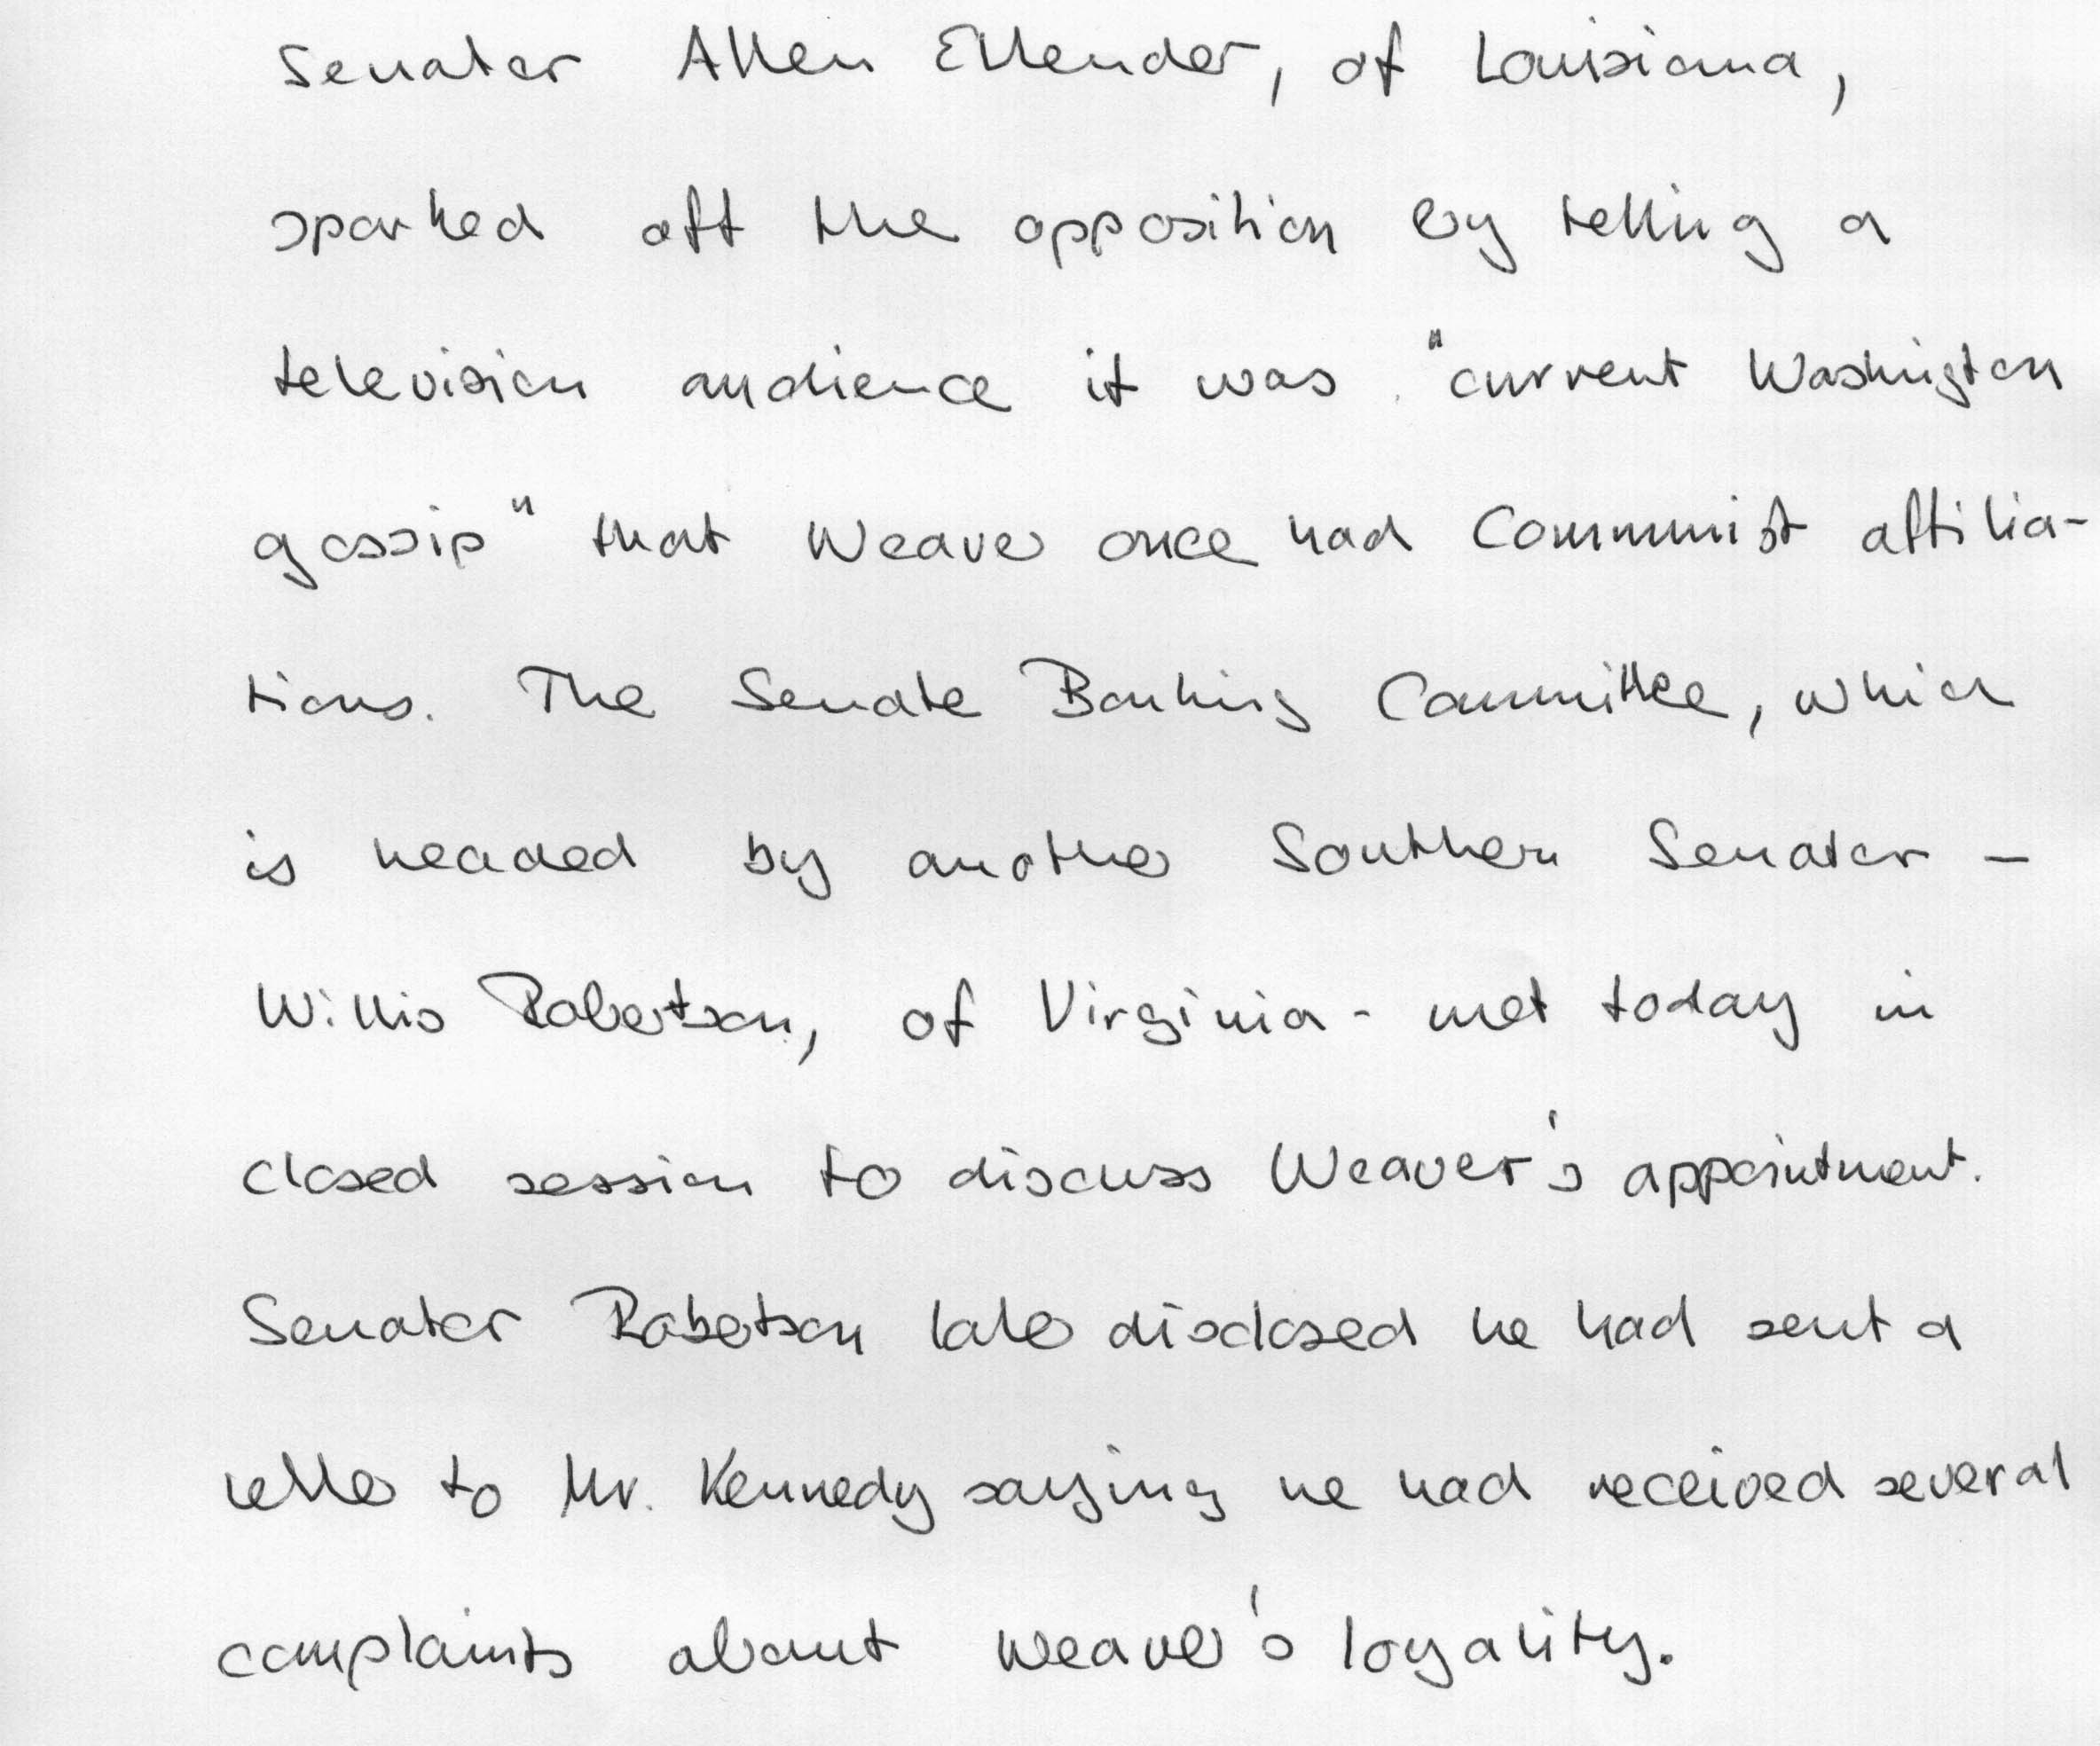 Senator Allen Ellender, of Louisiana,
sparked off the opposition by telling a
television audience it was "current Washington
gossip" that Weaver once had Communist affilia-
tions. The Senate Banking Committee, which
is headed by another Southern Senator -
Willis Robertson, of Virginia - met today in
closed session to discuss Weaver's appointment.
Senator Robertson later disclosed he had sent a
letter to Mr. Kennedy saying he had received several
complaints about Weaver's loyality.